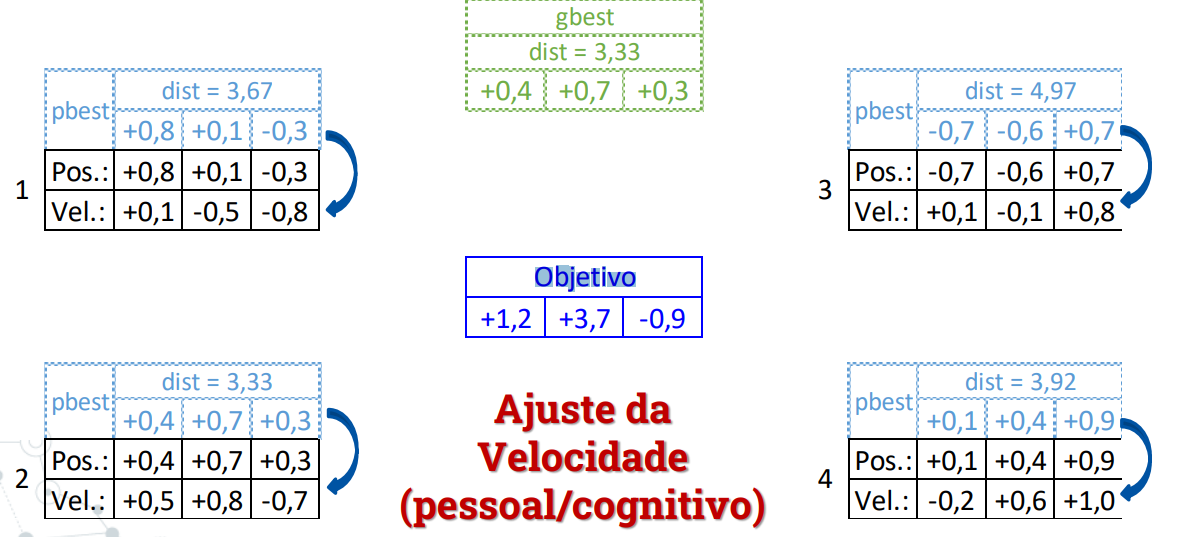 gbest
dist = 3,33
+0,4 +0,7 +0,3
1
pbest
dist = 3,67
+0,8 +0,1 -0,3
Pos.: +0,8 +0,1 -0,3
Vel.: +0,1 -0,5 -0,8
3
pbest
dist = 4,97
-0,7 -0,6 +0,7
Pos.: -0,7 -0,6 +0,7
Vel.: +0,1 -0,1 +0,8
Objetivo
+1,2 +3,7 -0,9
2
pbest
dist = 3,33
+0,4 +0,7 +0,3
Pos.: +0,4 +0,7 +0,3
Vel.: +0,5 +0,8 -0,7
Ajuste da
Velocidade
(pessoal/cognitivo)
4
pbest
dist = 3,92
+0,1 +0,4 +0,9
Pos.: +0,1 +0,4 +0,9
Vel.: -0,2 +0,6 +1,0